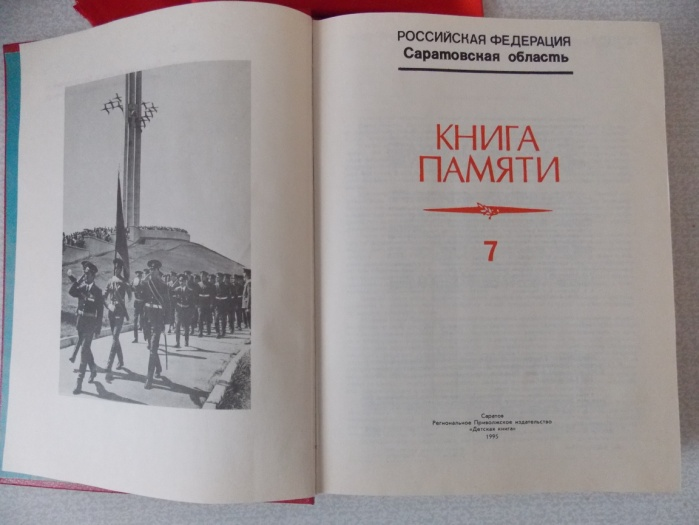 РОССИЙСКАЯ ФЕДЕРАЦИЯ
Саратовская область
КНИГА
ПАМЯТИ
7
Саратов
Региональное Приволжское издательство
«Детская книга»
1995